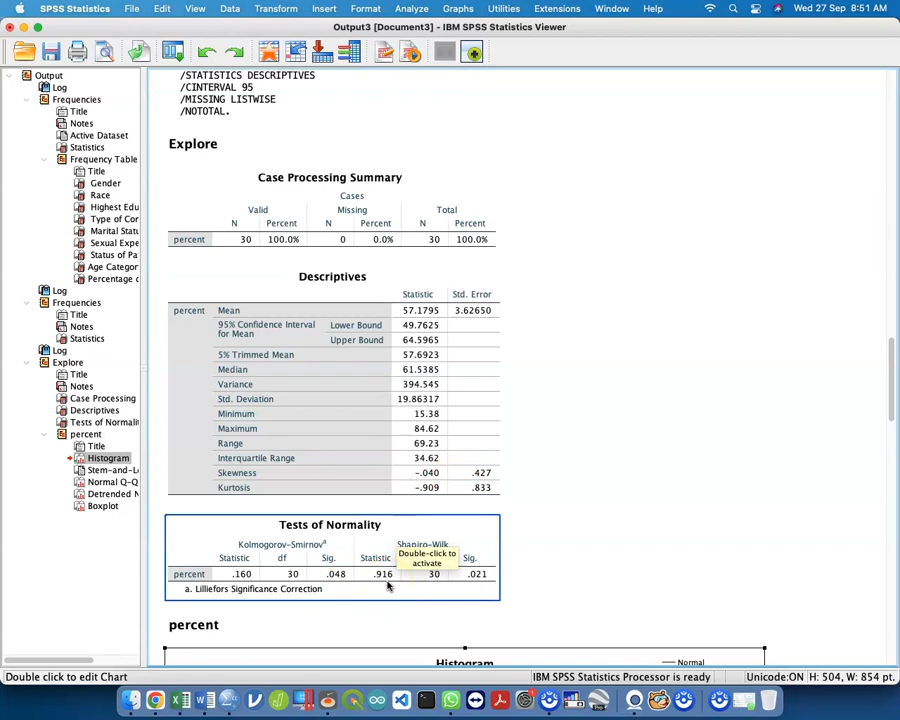 SPSS Statistics File Edit View Data Transform Insert Format Analyze Graphs Utilities Extensions Window Help Wed 27 Sep 8:51 AM
Output3 [Document3] - IBM SPSS Statistics Viewer
Output
Log
Frequencies
Title
Notes
Active Dataset
Statistics
Frequency Table
Title
Gender
Race
Highest Edu
Type of Cor
Marital Statu
Sexual Expe
Status of Pa
Age Categor
Percentage o
Log
Frequencies
Title
Notes
Statistics
Log
Explore
Title
Notes
Case Processing
Descriptives
Tests of Normali
percent
Title
Histogram
Stem-and-L
Normal Q-Q
Detrended N
Boxplot
/STATISTICS DESCRIPTIVES
/CINTERVAL 95
/MISSING LISTWISE
/NOTOTAL.
Explore
Case Processing Summary
Cases
Valid Missing Total
N Percent N Percent N Percent
percent 30 100.0% 0 0.0% 30 100.0%
Descriptives
Statistic Std. Error
percent Mean 57.1795 3.62650
95% Confidence Interval for Mean Lower Bound 49.7625
Upper Bound 64.5965
5% Trimmed Mean 57.6923
Median 61.5385
Variance 394.545
Std. Deviation 19.86317
Minimum 15.38
Maximum 84.62
Range 69.23
Interquartile Range 34.62
Skewness -.040 .427
Kurtosis -.909 .833
Tests of Normality
Kolmogorov-Smirnov^a Shapiro-Wilk
Statistic df Sig. Statistic Sig.
percent .160 30 .048 .916 30 .021
a. Lilliefors Significance Correction
Double-click to
activate
percent
Histogram
Normal
Double click to edit Chart IBM SPSS Statistics Processor is ready Unicode:ON H: 504, W: 854 pt.